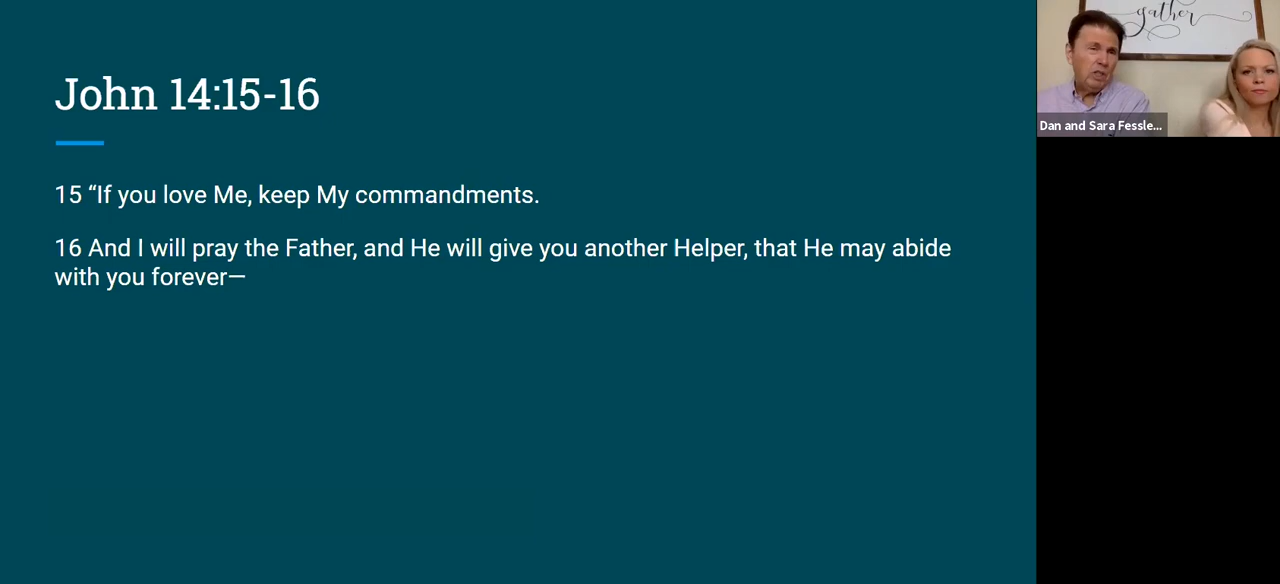 John 14:15-16
15 “If you love Me, keep My commandments.
16 And I will pray the Father, and He will give you another Helper, that He may abide
with you forever—
gather
Dan and Sara Fessle...